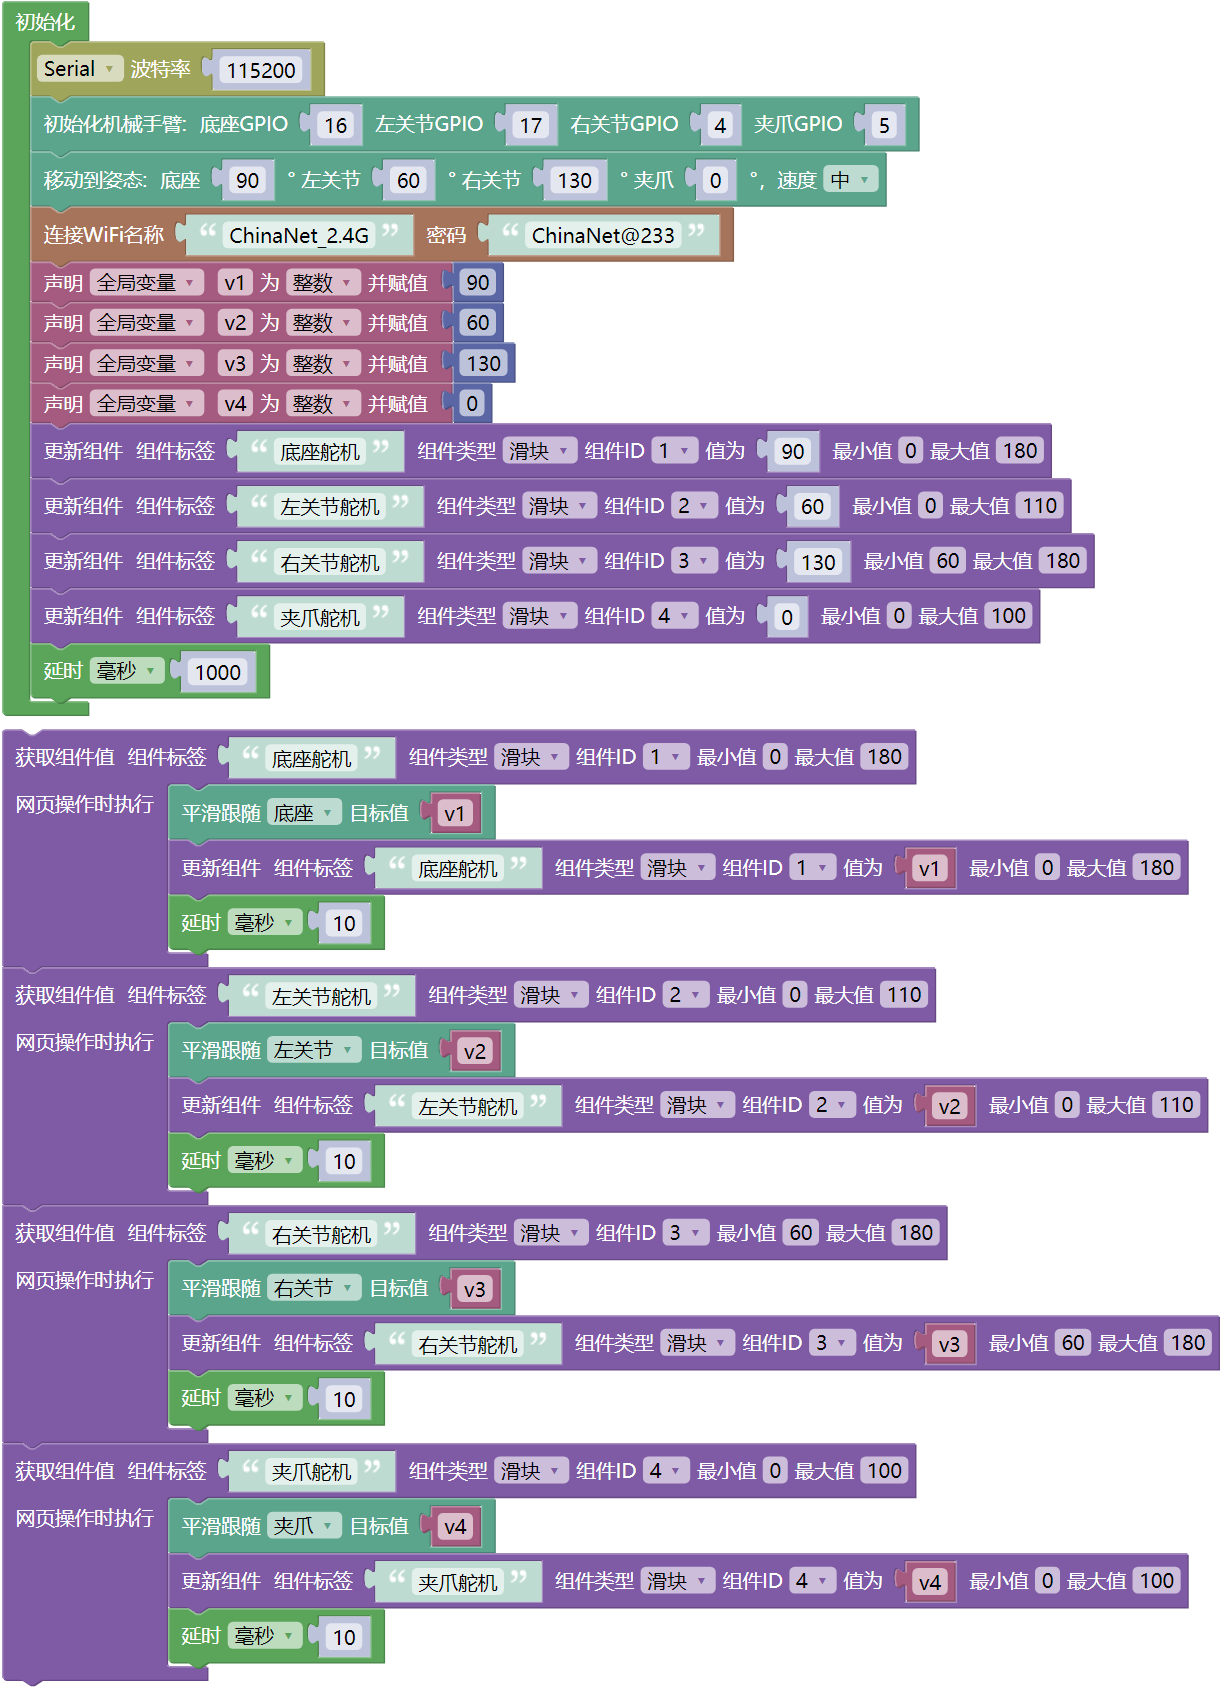 初始化
Serial 波特率 115200
初始化机械手臂: 底座GPIO 16 左关节GPIO 17 右关节GPIO 4 夹爪GPIO 5
移动到姿态: 底座 90 °左关节 60 °右关节 130 °夹爪 0 °，速度 中
连接WiFi名称 “ ChinaNet_2.4G ” 密码 “ ChinaNet@233 ”
声明 全局变量 v1 为 整数 并赋值 90
声明 全局变量 v2 为 整数 并赋值 60
声明 全局变量 v3 为 整数 并赋值 130
声明 全局变量 v4 为 整数 并赋值 0
更新组件 组件标签 “ 底座舵机 ” 组件类型 滑块 组件ID 1 值为 90 最小值 0 最大值 180
更新组件 组件标签 “ 左关节舵机 ” 组件类型 滑块 组件ID 2 值为 60 最小值 0 最大值 110
更新组件 组件标签 “ 右关节舵机 ” 组件类型 滑块 组件ID 3 值为 130 最小值 60 最大值 180
更新组件 组件标签 “ 夹爪舵机 ” 组件类型 滑块 组件ID 4 值为 0 最小值 0 最大值 100
延时 毫秒 1000
获取组件值 组件标签 “ 底座舵机 ” 组件类型 滑块 组件ID 1 最小值 0 最大值 180
网页操作时执行 平滑跟随 底座 目标值 v1
更新组件 组件标签 “ 底座舵机 ” 组件类型 滑块 组件ID 1 值为 v1 最小值 0 最大值 180
延时 毫秒 10
获取组件值 组件标签 “ 左关节舵机 ” 组件类型 滑块 组件ID 2 最小值 0 最大值 110
网页操作时执行 平滑跟随 左关节 目标值 v2
更新组件 组件标签 “ 左关节舵机 ” 组件类型 滑块 组件ID 2 值为 v2 最小值 0 最大值 110
延时 毫秒 10
获取组件值 组件标签 “ 右关节舵机 ” 组件类型 滑块 组件ID 3 最小值 60 最大值 180
网页操作时执行 平滑跟随 右关节 目标值 v3
更新组件 组件标签 “ 右关节舵机 ” 组件类型 滑块 组件ID 3 值为 v3 最小值 60 最大值 180
延时 毫秒 10
获取组件值 组件标签 “ 夹爪舵机 ” 组件类型 滑块 组件ID 4 最小值 0 最大值 100
网页操作时执行 平滑跟随 夹爪 目标值 v4
更新组件 组件标签 “ 夹爪舵机 ” 组件类型 滑块 组件ID 4 值为 v4 最小值 0 最大值 100
延时 毫秒 10